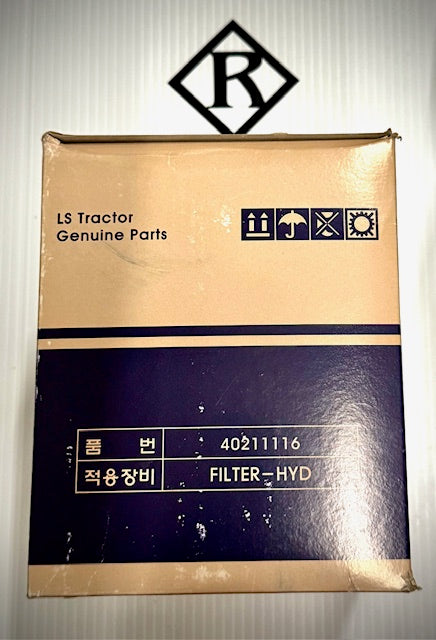 R
LS Tractor
Genuine Parts
품 번 40211116
적용장비 FILTER-HYD